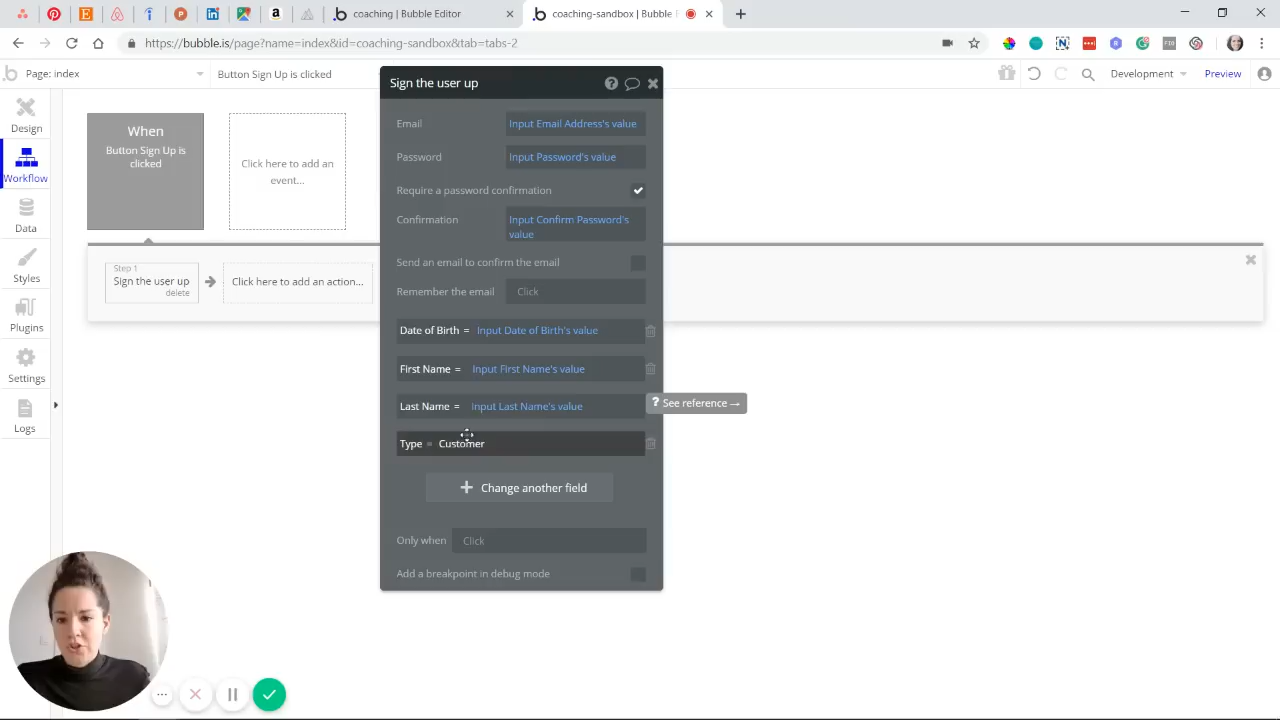 coaching | Bubble Editor
coaching-sandbox | Bubble E
https://bubble.is/page?name=index&id=coaching-sandbox&tab=tabs-2
Page: index
Button Sign Up is clicked
Development
Preview
Design
Workflow
Data
Styles
Plugins
Settings
Logs
When
Button Sign Up is
clicked
Click here to add an
event...
Step 1
Sign the user up
delete
Click here to add an action...
Sign the user up
Email
Input Email Address's value
Password
Input Password's value
Require a password confirmation
Confirmation
Input Confirm Password's
value
Send an email to confirm the email
Remember the email
Click
Date of Birth =
Input Date of Birth's value
First Name =
Input First Name's value
Last Name =
Input Last Name's value
? See reference →
Type = Customer
+ Change another field
Only when
Click
Add a breakpoint in debug mode